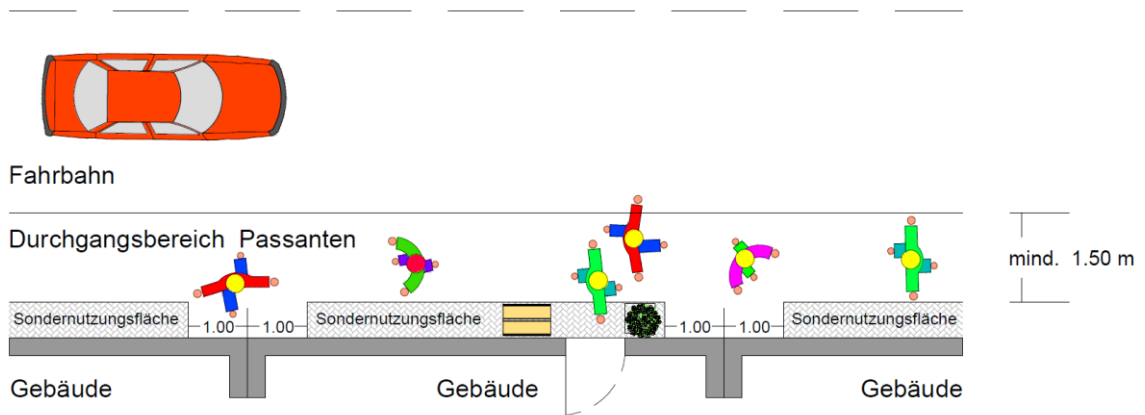 Fahrbahn
Durchgangsbereich Passanten
mind. 1.50 m
Sondernutzungsfläche 1.00 1.00 Sondernutzungsfläche 1.00 1.00 Sondernutzungsfläche
Gebäude Gebäude Gebäude